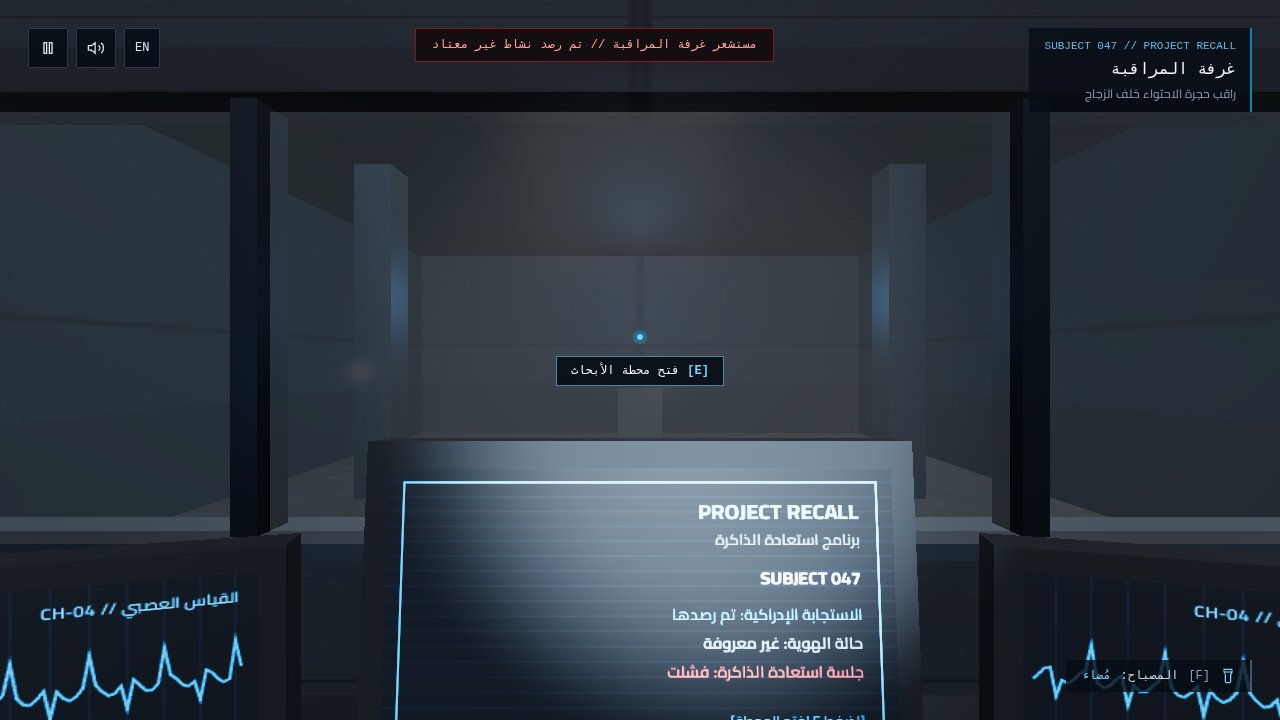 EN
مستشعر غرفة المراقبة // تم رصد نشاط غير معتاد
SUBJECT 047 // PROJECT RECALL
غرفة المراقبة
راقب حجرة الاحتواء خلف الزجاج
[E] فتح محطة الأبحاث
PROJECT RECALL
برنامج استعادة الذاكرة
SUBJECT 047
الاستجابة الإدراكية: تم رصدها
حالة الهوية: غير معروفة
جلسة استعادة الذاكرة: فشلت
القياس العصبي // CH-04
// CH-04
[F] المصباح: مُضاء